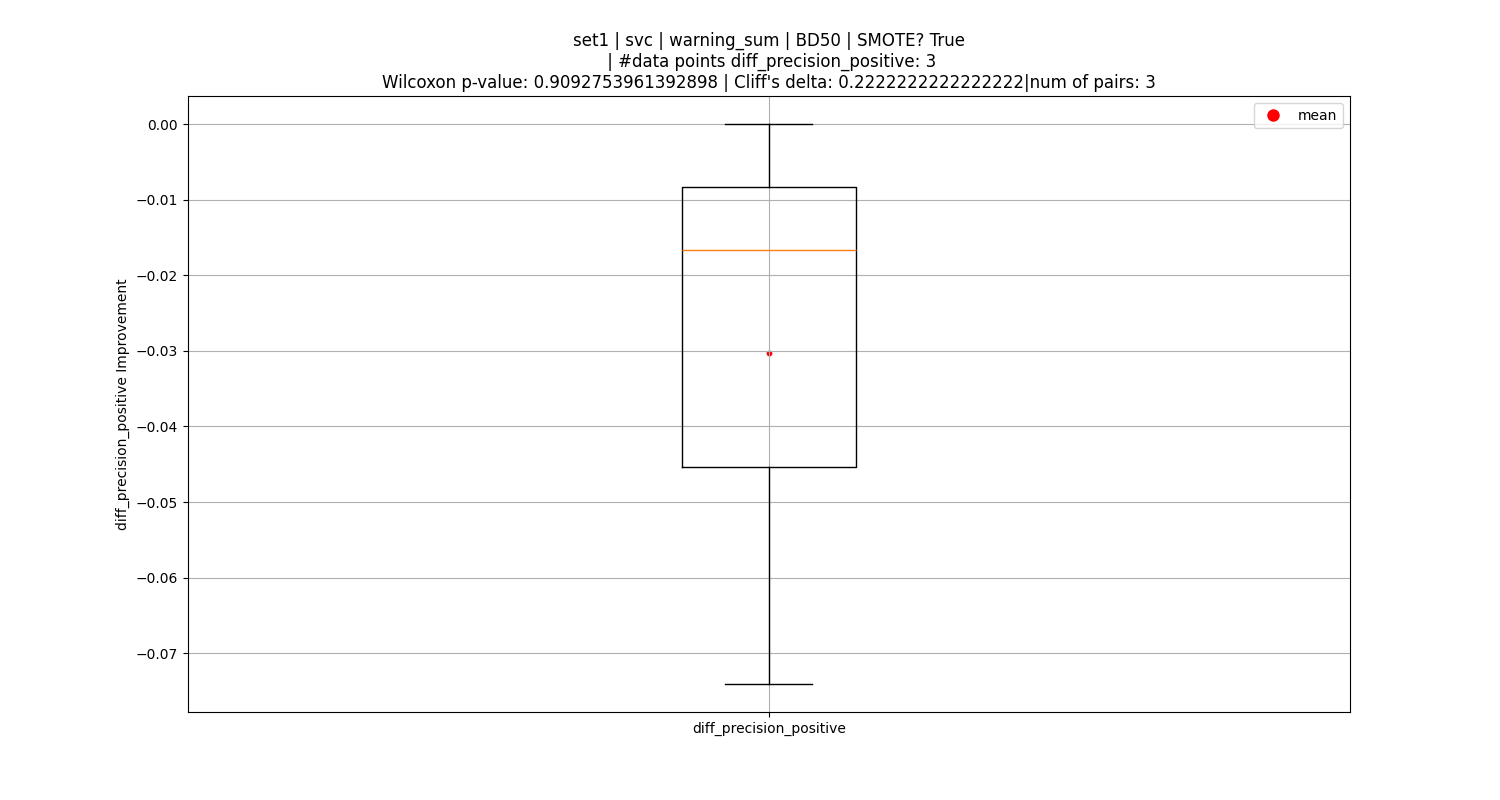 set1 | svc | warning_sum | BD50 | SMOTE? True
| #data points diff_precision_positive: 3
Wilcoxon p-value: 0.9092753961392898 | Cliff's delta: 0.2222222222222222|num of pairs: 3
mean
0.00
−0.01
−0.02
−0.03
−0.04
−0.05
−0.06
−0.07
diff_precision_positive Improvement
diff_precision_positive